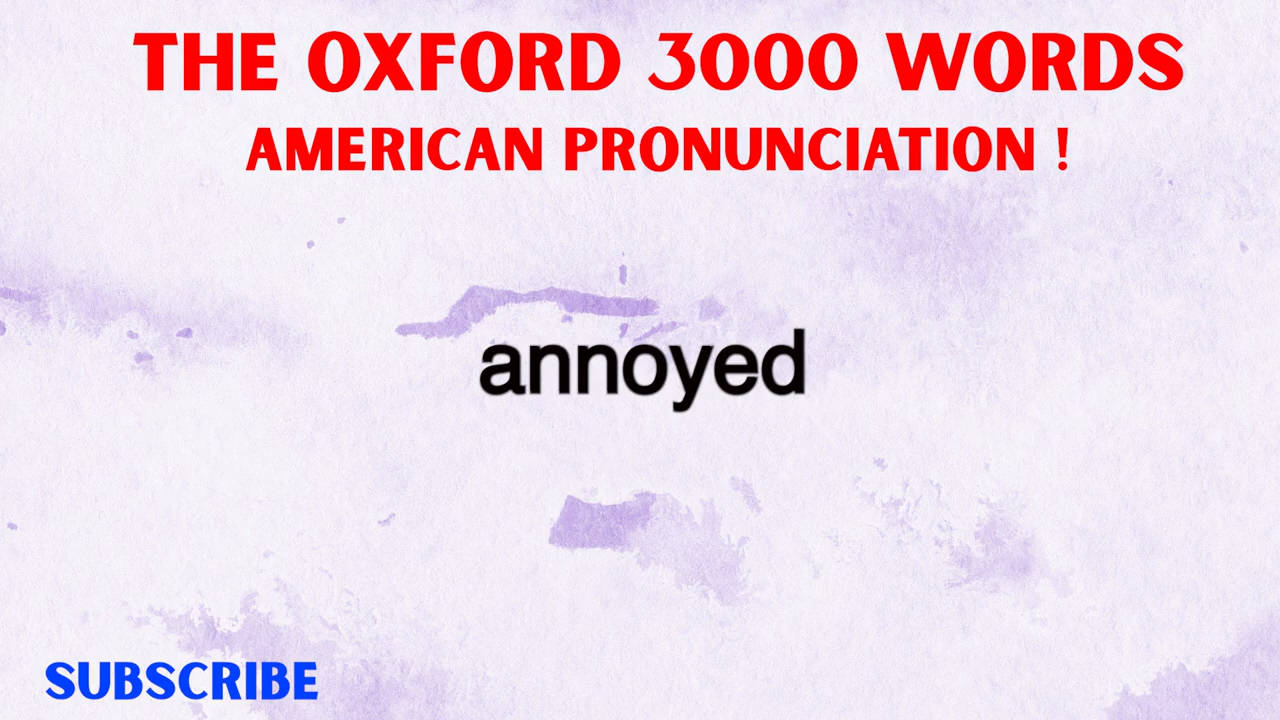 THE OXFORD 3000 WORDS
AMERICAN PRONUNCIATION !
annoyed
SUBSCRIBE